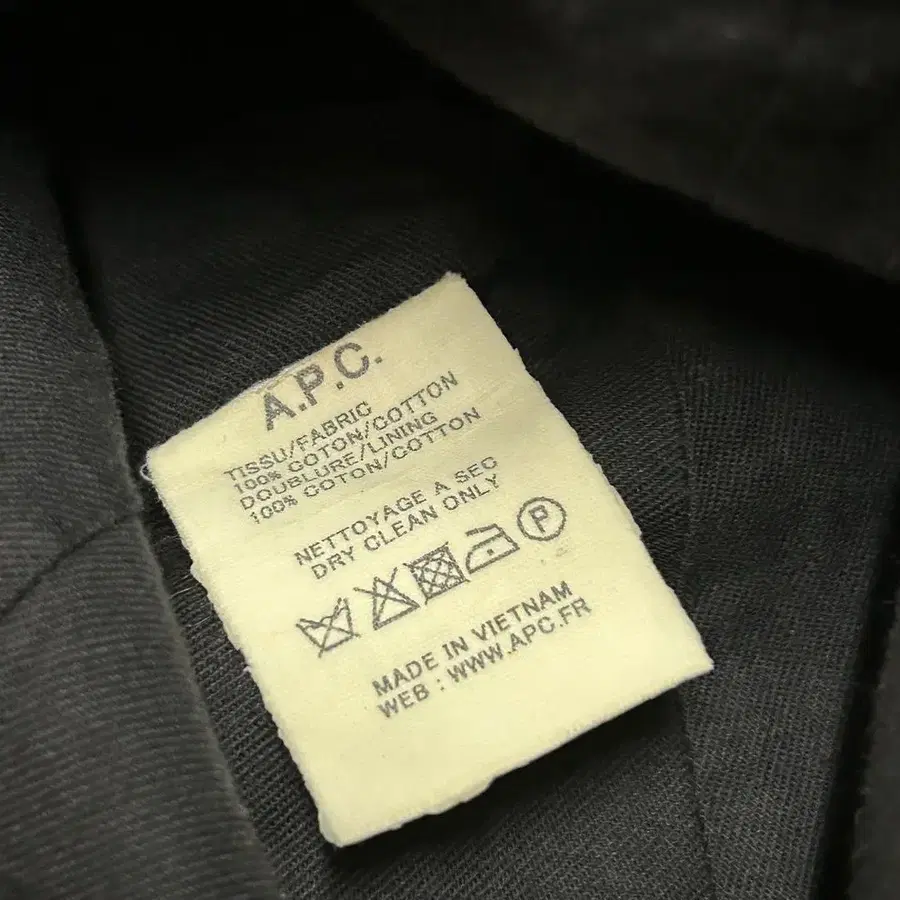 A.P.C.
TISSU/FABRIC
100% COTON/COTTON
DOUBLURE/LINING
100% COTON/COTTON
NETTOYAGE A SEC
DRY CLEAN ONLY
P
MADE IN VIETNAM
WEB : WWW.APC.FR